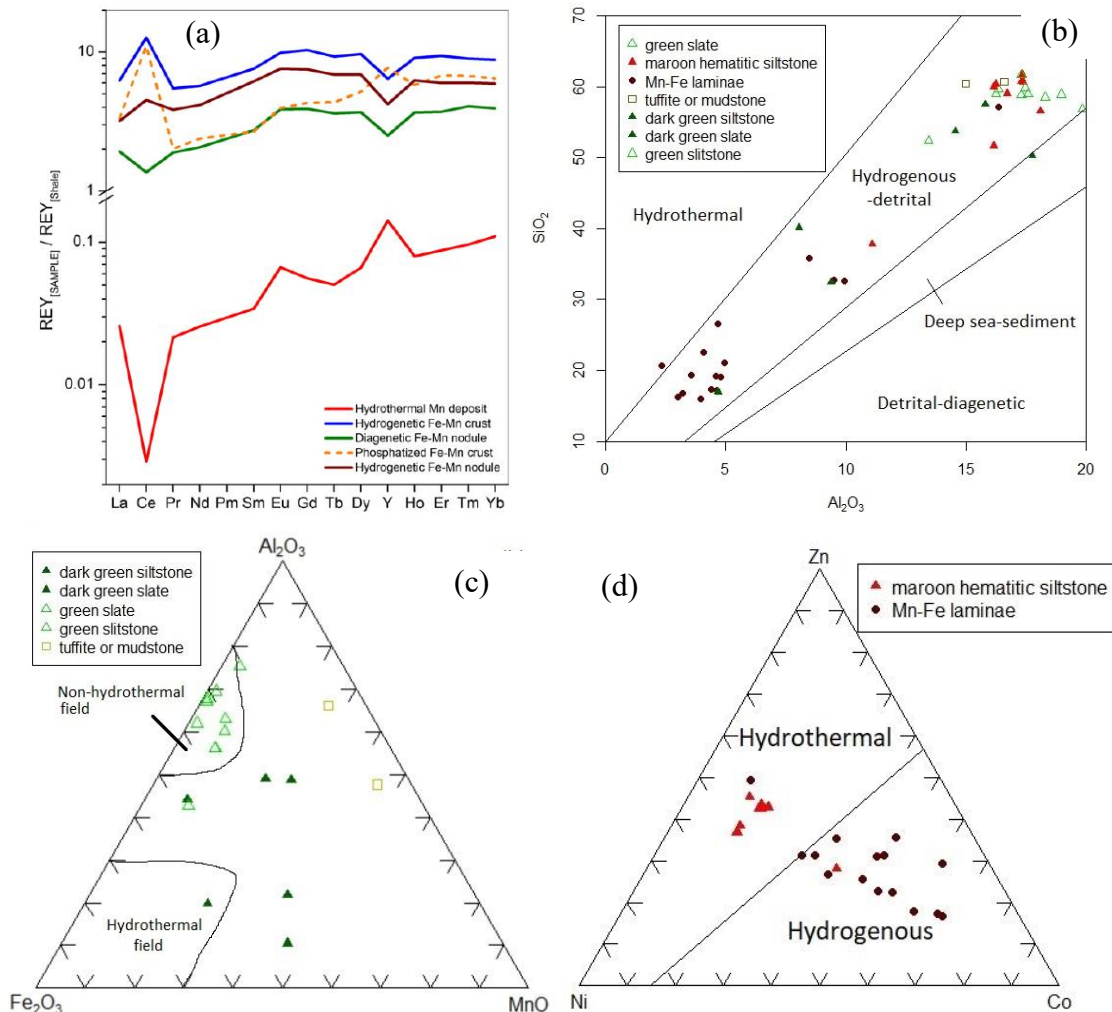 (a)
10
1
0.1
0.01
REY[SAMPLE] / REY[Shale]
Hydrothermal Mn deposit
Hydrogenetic Fe-Mn crust
Diagenetic Fe-Mn nodule
Phosphatized Fe-Mn crust
Hydrogenetic Fe-Mn nodule
La Ce Pr Nd Pm Sm Eu Gd Tb Dy Y Ho Er Tm Yb
(b)
green slate
maroon hematitic siltstone
Mn-Fe laminae
tuffite or mudstone
dark green siltstone
dark green slate
green slitstone
70
60
50
40
30
20
10
SiO2
Hydrothermal
Hydrogenous
-detrital
Deep sea-sediment
Detrital-diagenetic
0 5 10 15 20
Al2O3
(c)
Al2O3
dark green siltstone
dark green slate
green slate
green slitstone
tuffite or mudstone
Non-hydrothermal
field
Hydrothermal
field
Fe2O3
MnO
(d)
Zn
maroon hematitic siltstone
Mn-Fe laminae
Hydrothermal
Hydrogenous
Ni
Co